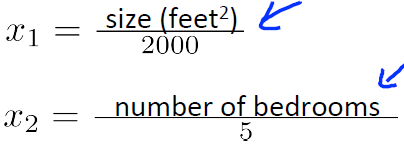 x₁ = size (feet²) / 2000
x₂ = number of bedrooms / 5